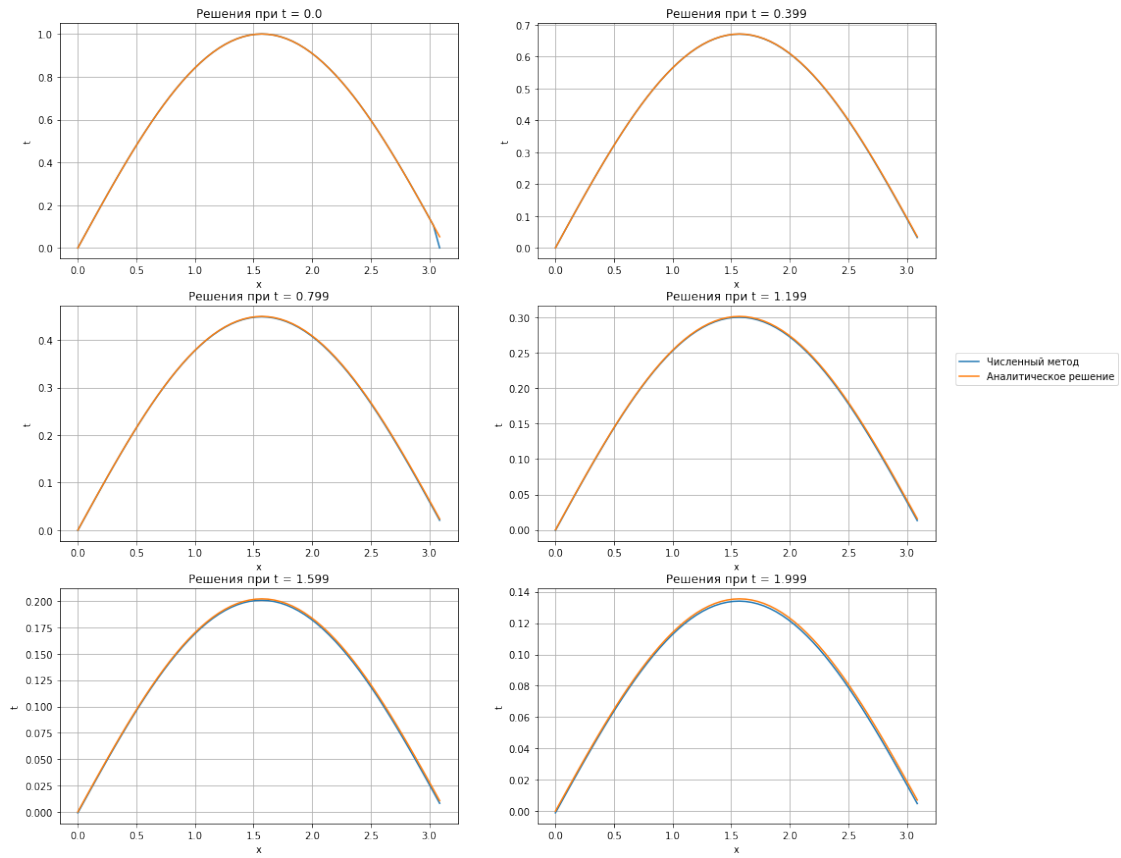 Решения при t = 0.0
1.0
0.8
0.6
0.4
0.2
0.0
t
0.0 0.5 1.0 1.5 2.0 2.5 3.0
x
Решения при t = 0.399
0.7
0.6
0.5
0.4
0.3
0.2
0.1
0.0
t
0.0 0.5 1.0 1.5 2.0 2.5 3.0
x
Решения при t = 0.799
0.4
0.3
0.2
0.1
0.0
t
0.0 0.5 1.0 1.5 2.0 2.5 3.0
x
Решения при t = 1.199
0.30
0.25
0.20
0.15
0.10
0.05
0.00
t
0.0 0.5 1.0 1.5 2.0 2.5 3.0
x
Численный метод
Аналитическое решение
Решения при t = 1.599
0.200
0.175
0.150
0.125
0.100
0.075
0.050
0.025
0.000
t
0.0 0.5 1.0 1.5 2.0 2.5 3.0
x
Решения при t = 1.999
0.14
0.12
0.10
0.08
0.06
0.04
0.02
0.00
t
0.0 0.5 1.0 1.5 2.0 2.5 3.0
x